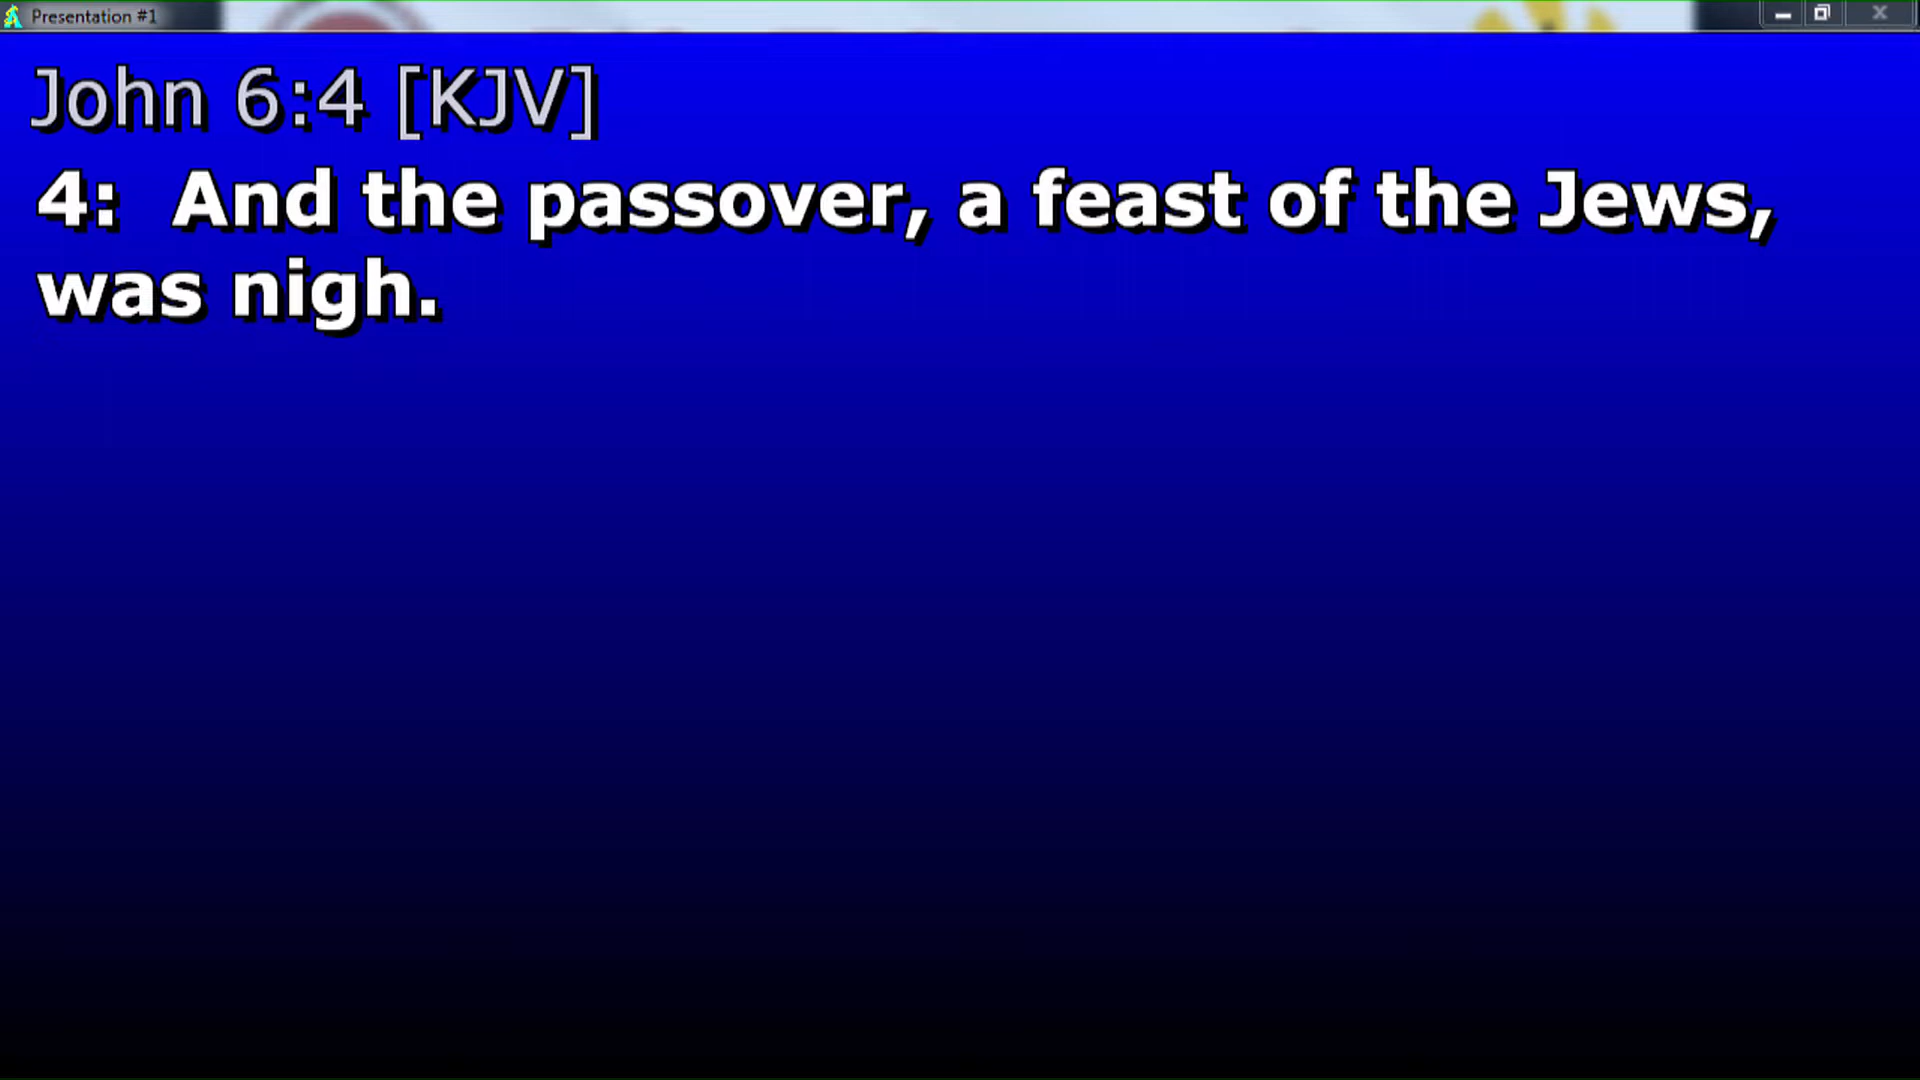 Presentation #1
John 6:4 [KJV]
4: And the passover, a feast of the Jews,
was nigh.